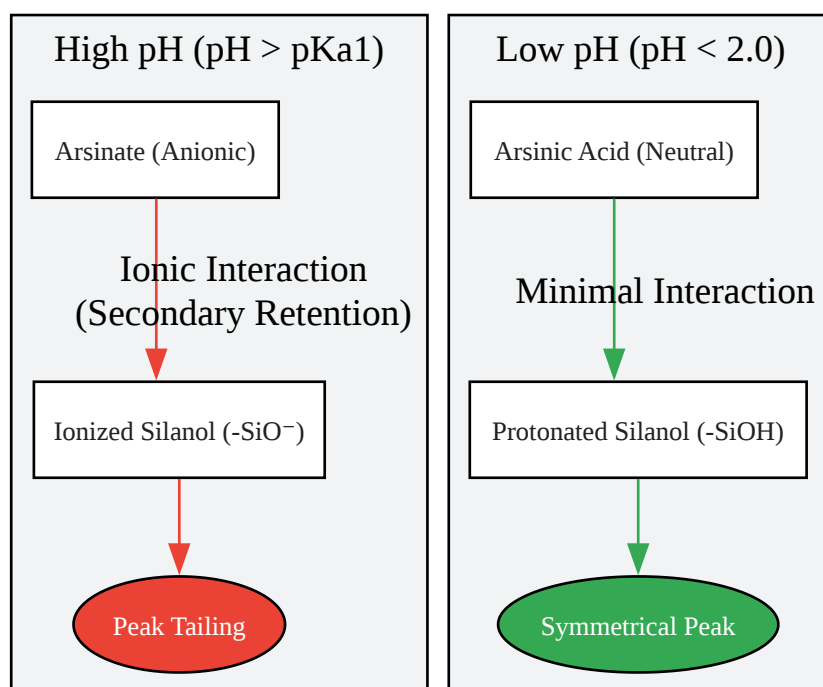 High pH (pH > pKa1)
Arsinate (Anionic)
Ionic Interaction
(Secondary Retention)
Ionized Silanol (-SiO⁻)
Peak Tailing
Low pH (pH < 2.0)
Arsinic Acid (Neutral)
Minimal Interaction
Protonated Silanol (-SiOH)
Symmetrical Peak